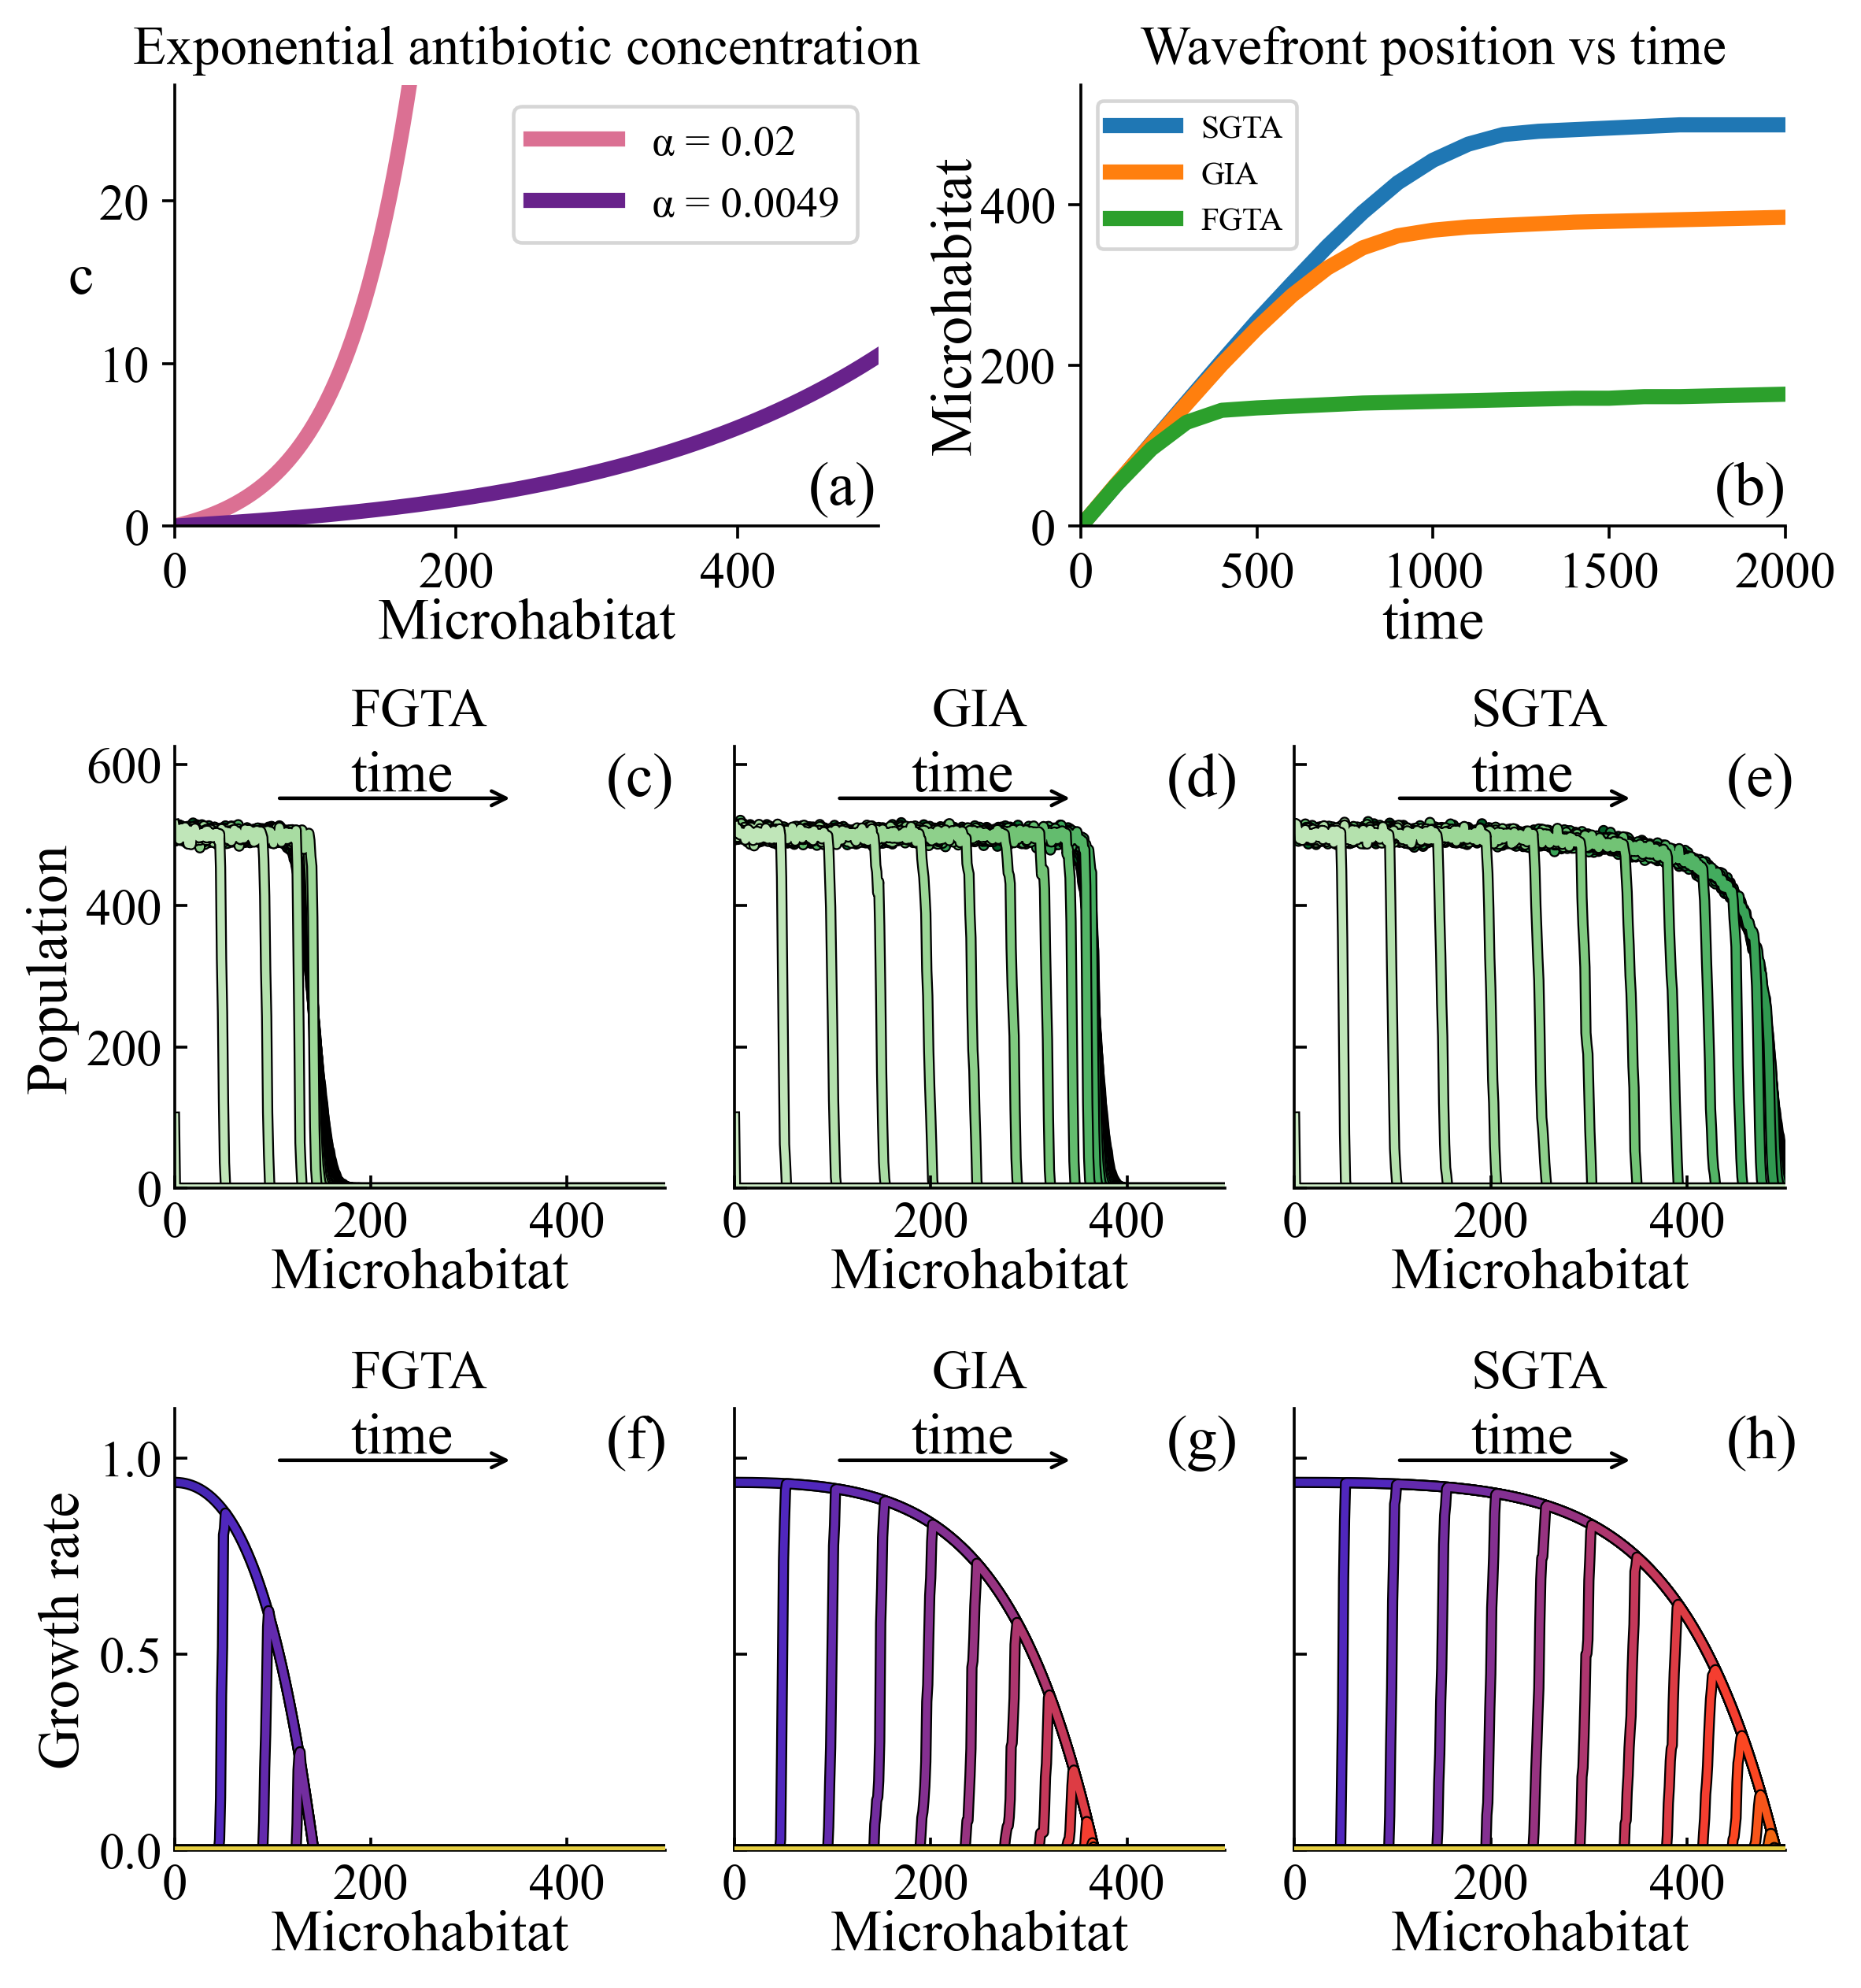 Exponential antibiotic concentration
c
20
10
0
α = 0.02
α = 0.0049
(a)
0 200 400
Microhabitat
Wavefront position vs time
Microhabitat
400
200
0
SGTA
GIA
FGTA
(b)
0 500 1000 1500 2000
time
FGTA
time
(c)
Population
600
400
200
0
0 200 400
Microhabitat
GIA
time
(d)
0 200 400
Microhabitat
SGTA
time
(e)
0 200 400
Microhabitat
FGTA
time
(f)
Growth rate
1.0
0.5
0.0
0 200 400
Microhabitat
GIA
time
(g)
0 200 400
Microhabitat
SGTA
time
(h)
0 200 400
Microhabitat